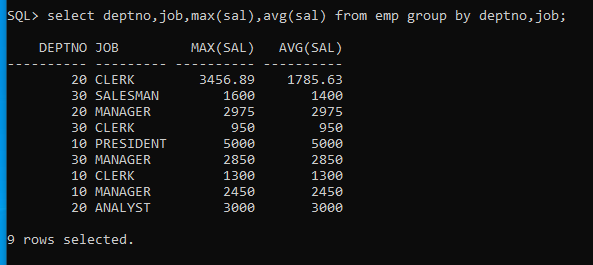 SQL> select deptno,job,max(sal),avg(sal) from emp group by deptno,job;
    DEPTNO JOB         MAX(SAL)   AVG(SAL)
---------- --------- ---------- ----------
        20 CLERK        3456.89    1785.63
        30 SALESMAN        1600       1400
        20 MANAGER         2975       2975
        30 CLERK            950        950
        10 PRESIDENT       5000       5000
        30 MANAGER         2850       2850
        10 CLERK           1300       1300
        10 MANAGER         2450       2450
        20 ANALYST         3000       3000
9 rows selected.